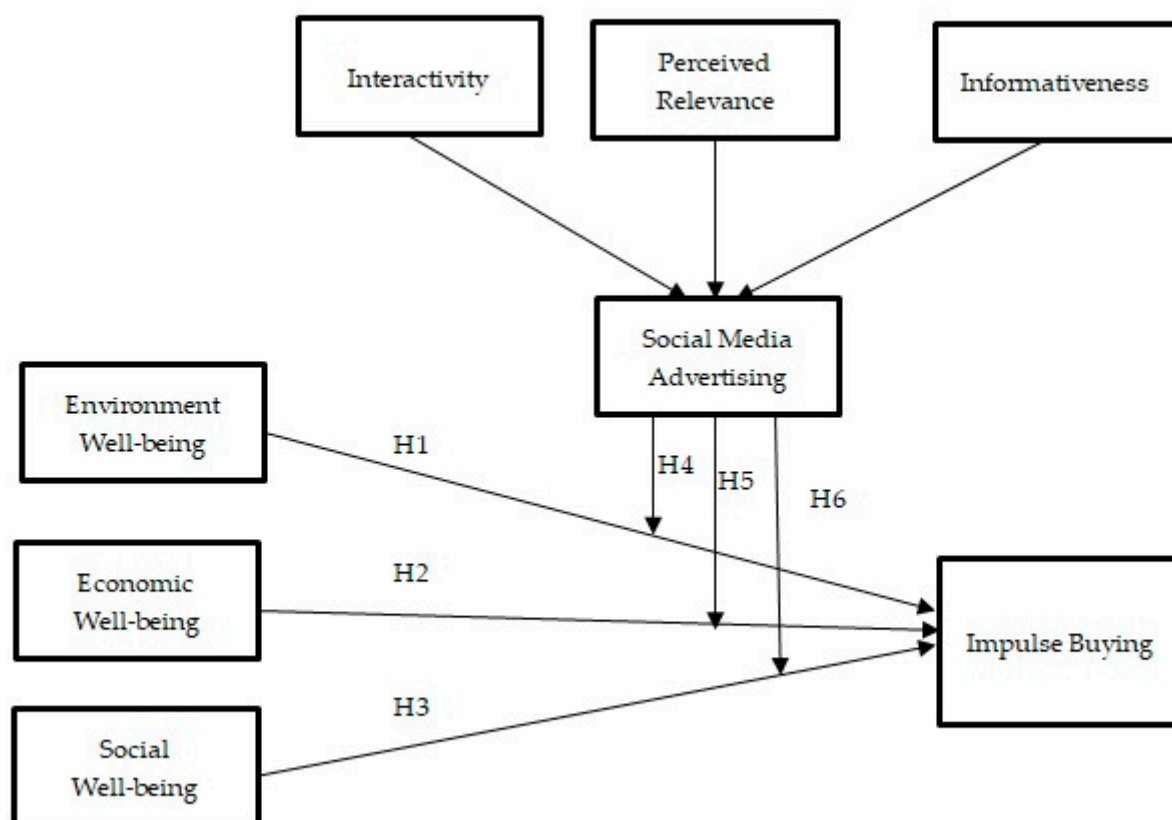 Interactivity
Perceived
Relevance
Informativeness
Social Media
Advertising
Environment
Well-being
H1
H4
H5
H6
Economic
Well-being
H2
Impulse Buying
Social
Well-being
H3